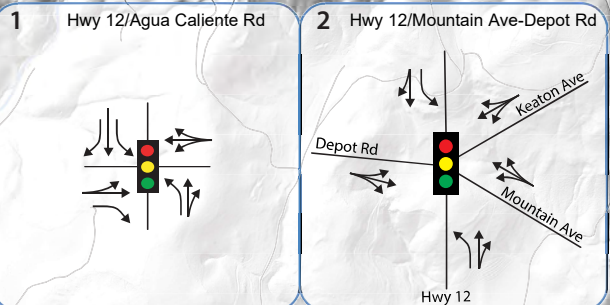 1 Hwy 12/Agua Caliente Rd
2 Hwy 12/Mountain Ave-Depot Rd
Keaton Ave
Depot Rd
Mountain Ave
Hwy 12